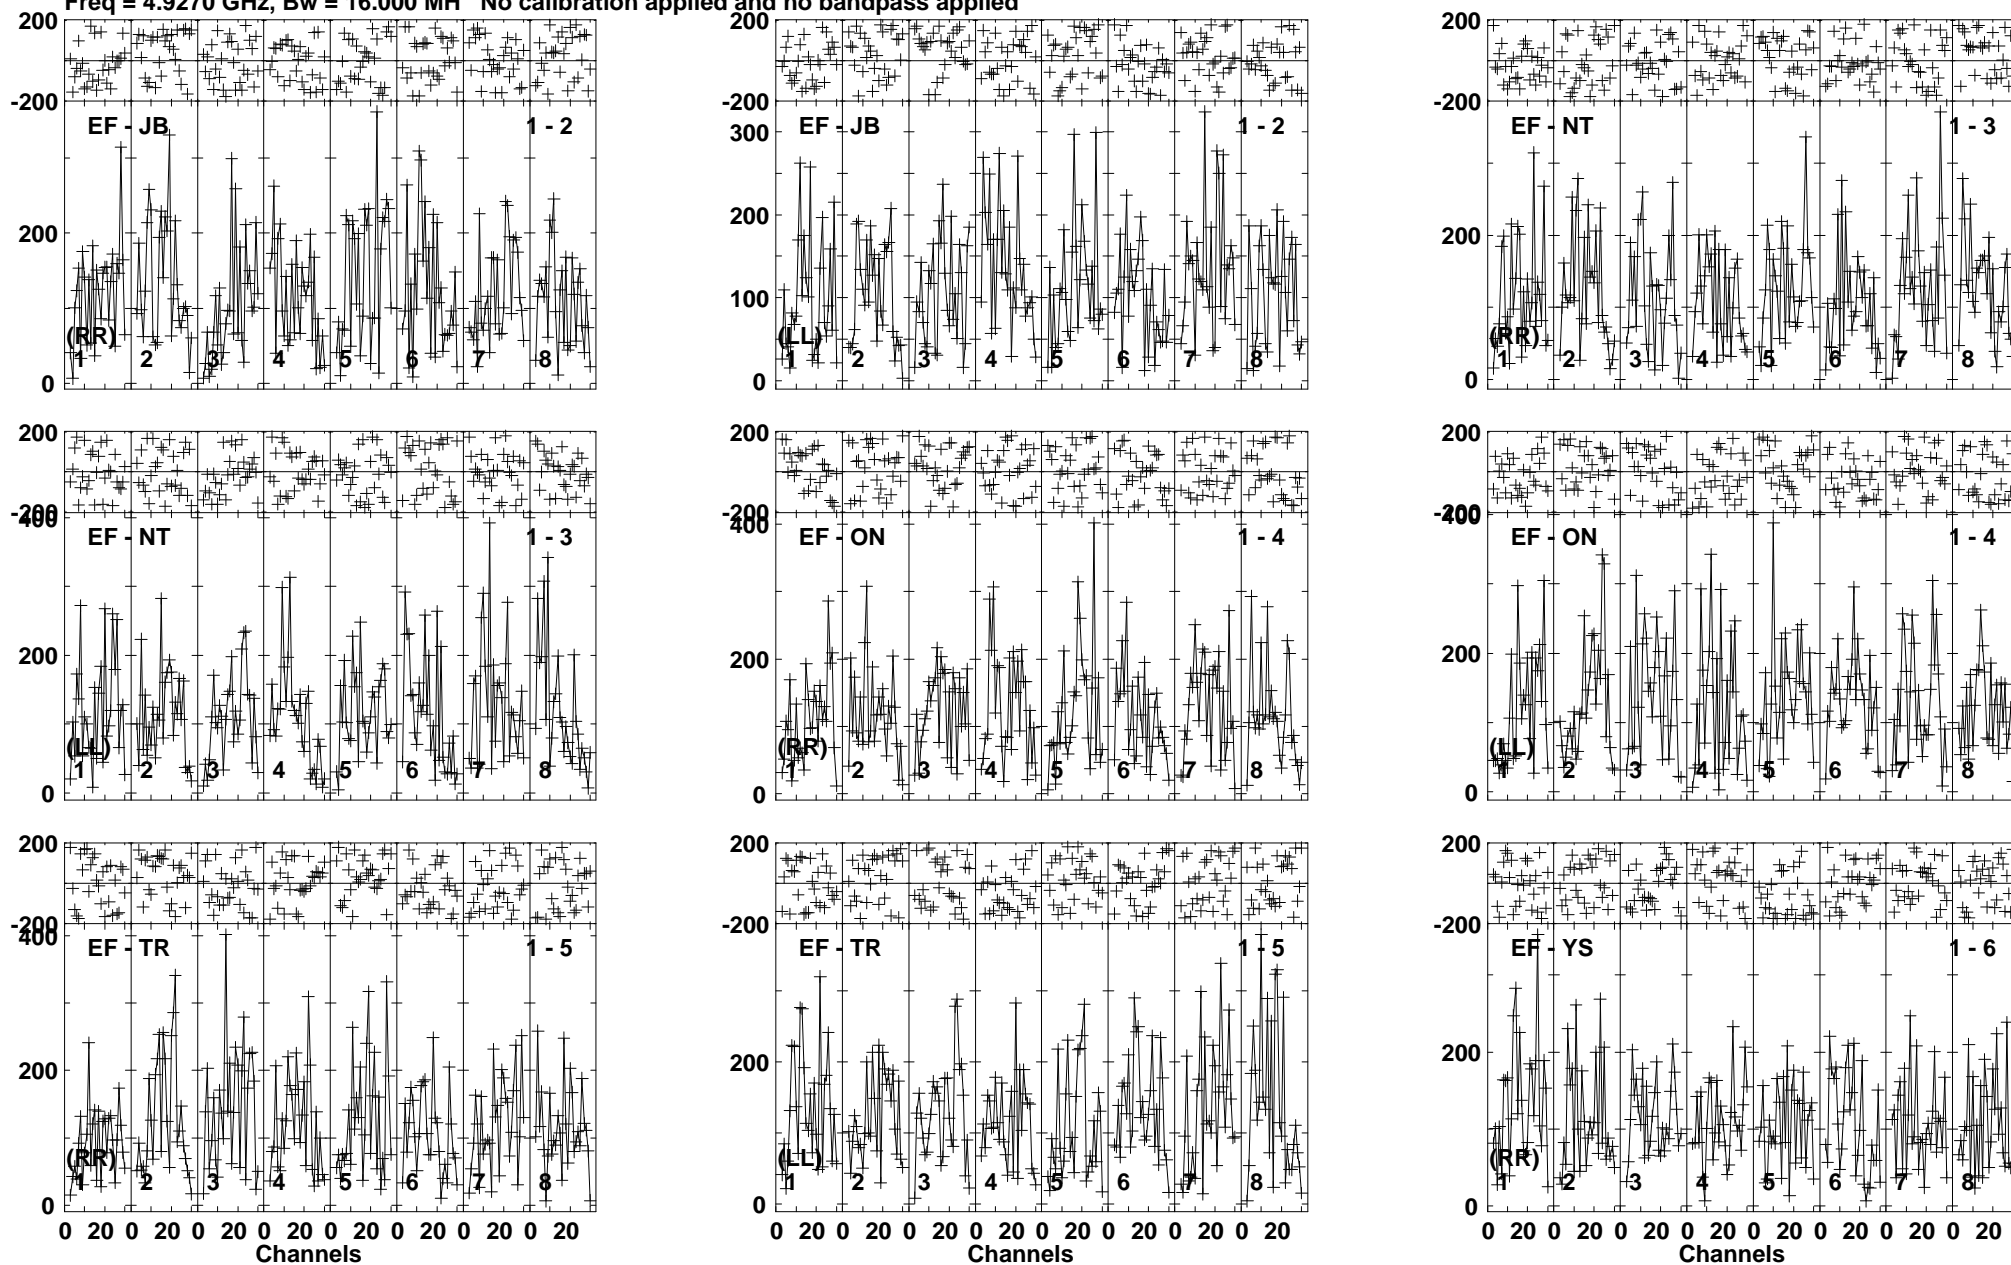 Freq = 4.9270 GHz, Bw = 16.000 MH No calibration applied and no bandpass applied
200 200 200
-200 -200 -200
EF - JB 1 - 2 EF - JB 1 - 2 EF - NT 1 - 3
300
200 200 200
100
(RR) (LL) (RR)
1 2 3 4 5 6 7 8 1 2 3 4 5 6 7 8 1 2 3 4 5 6 7 8
0 0 0
200 200 200
-200 -200 -200
400 400 400
EF - NT 1 - 3 EF - ON 1 - 4 EF - ON 1 - 4
200 200 200
(LL) (RR) (LL)
1 2 3 4 5 6 7 8 1 2 3 4 5 6 7 8 1 2 3 4 5 6 7 8
0 0 0
200 200 200
-200 -200 -200
400
EF - TR 1 - 5 EF - TR 1 - 5 EF - YS 1 - 6
200 200 200
(RR) (LL) (RR)
1 2 3 4 5 6 7 8 1 2 3 4 5 6 7 8 1 2 3 4 5 6 7 8
0 0 0
0 20 0 20 0 20 0 20 0 20 0 20 0 20 0 20 0 20 0 20 0 20 0 20 0 20 0 20 0 20 0 20 0 20 0 20 0 20 0 20 0 20 0 20 0 20 0 20
Channels Channels Channels